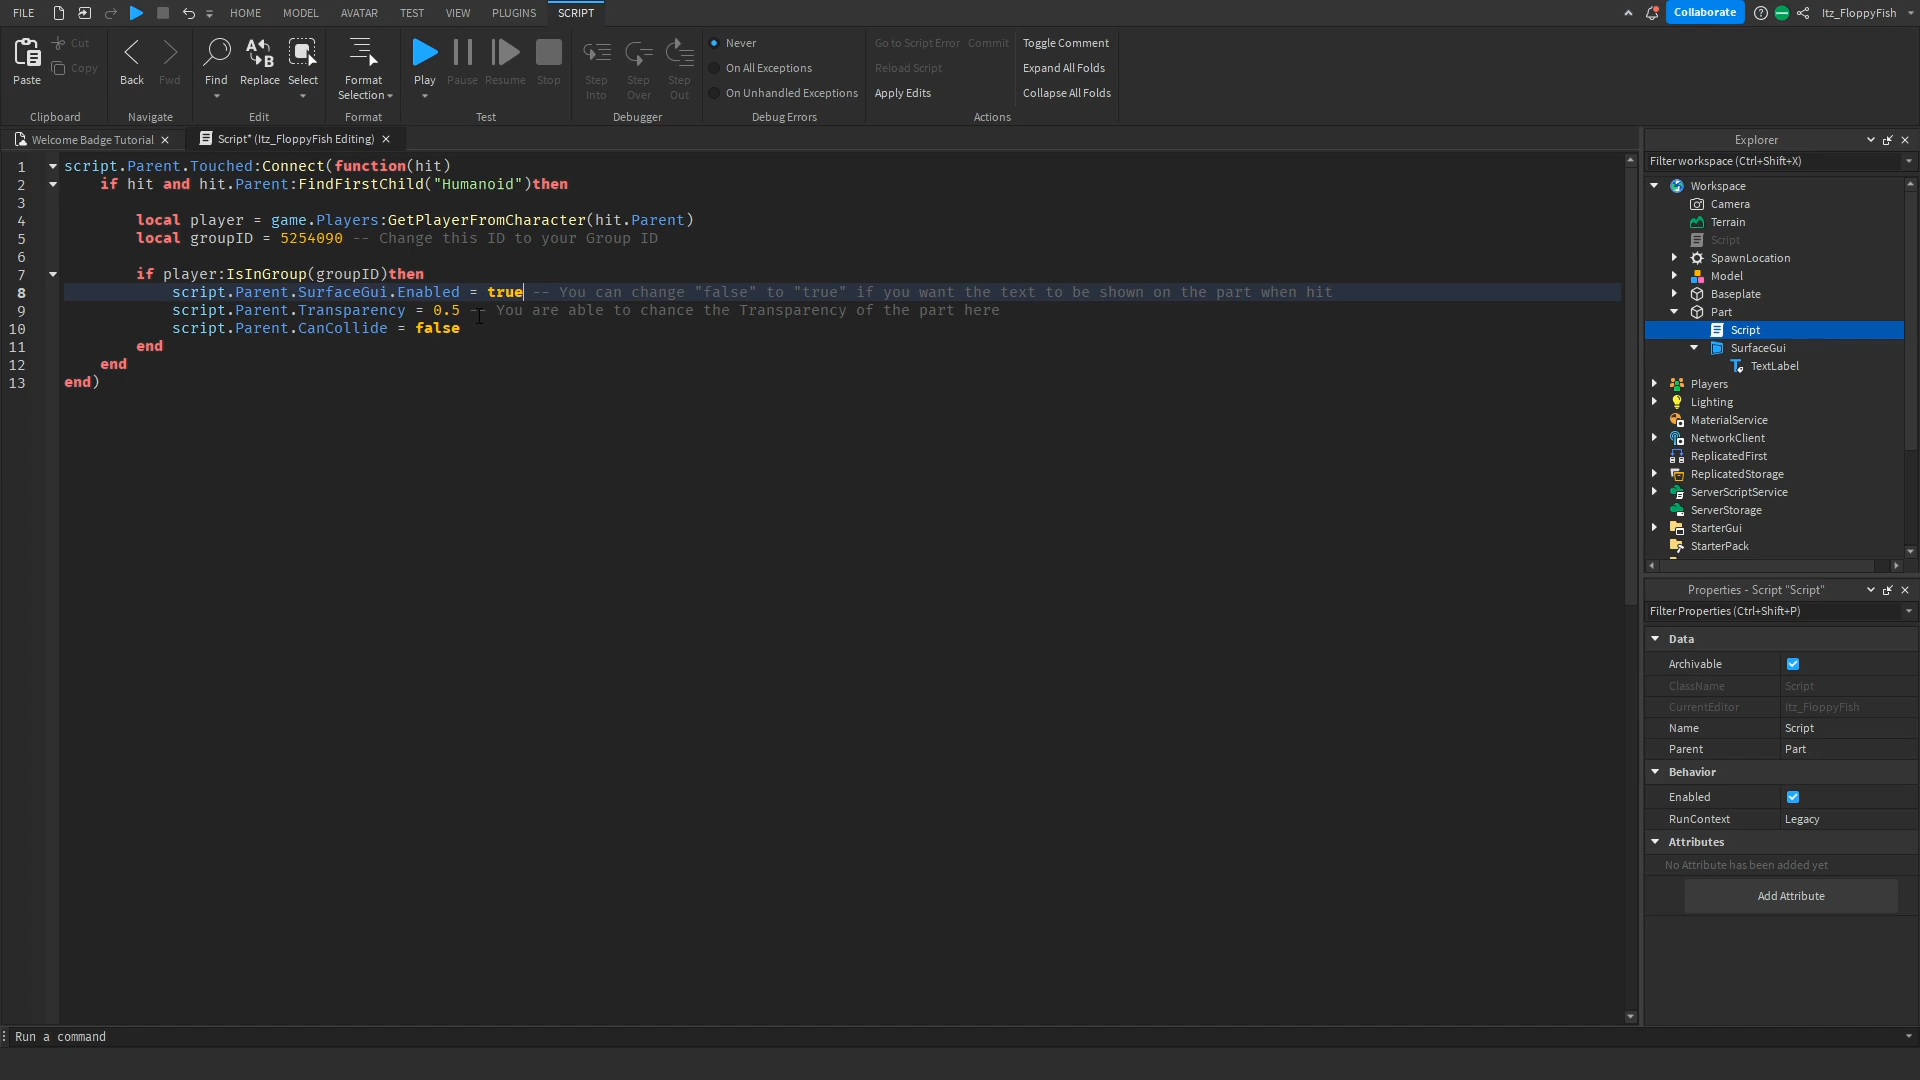 FILE HOME MODEL AVATAR TEST VIEW PLUGINS SCRIPT Collaborate Itz_FloppyFish
Paste Cut Copy Back Fwd Find Replace Select Format Selection Play Pause Resume Stop Step Into Step Over Step Out
Never
On All Exceptions
On Unhandled Exceptions
Go to Script Error Commit
Reload Script
Apply Edits
Toggle Comment
Expand All Folds
Collapse All Folds
Clipboard Navigate Edit Format Test Debugger Debug Errors Actions
Welcome Badge Tutorial Script* (Itz_FloppyFish Editing)
1 script.Parent.Touched:Connect(function(hit)
2 if hit and hit.Parent:FindFirstChild("Humanoid")then
3
4 local player = game.Players:GetPlayerFromCharacter(hit.Parent)
5 local groupID = 5254090 -- Change this ID to your Group ID
6
7 if player:IsInGroup(groupID)then
8 script.Parent.SurfaceGui.Enabled = true -- You can change "false" to "true" if you want the text to be shown on the part when hit
9 script.Parent.Transparency = 0.5 -- You are able to chance the Transparency of the part here
10 script.Parent.CanCollide = false
11 end
12 end
13 end)
Explorer
Filter workspace (Ctrl+Shift+X)
Workspace
Camera
Terrain
Script
SpawnLocation
Model
Baseplate
Part
Script
SurfaceGui
TextLabel
Players
Lighting
MaterialService
NetworkClient
ReplicatedFirst
ReplicatedStorage
ServerScriptService
ServerStorage
StarterGui
StarterPack
Properties - Script "Script"
Filter Properties (Ctrl+Shift+P)
Data
Archivable
ClassName Script
CurrentEditor Itz_FloppyFish
Name Script
Parent Part
Behavior
Enabled
RunContext Legacy
Attributes
No Attribute has been added yet
Add Attribute
Run a command